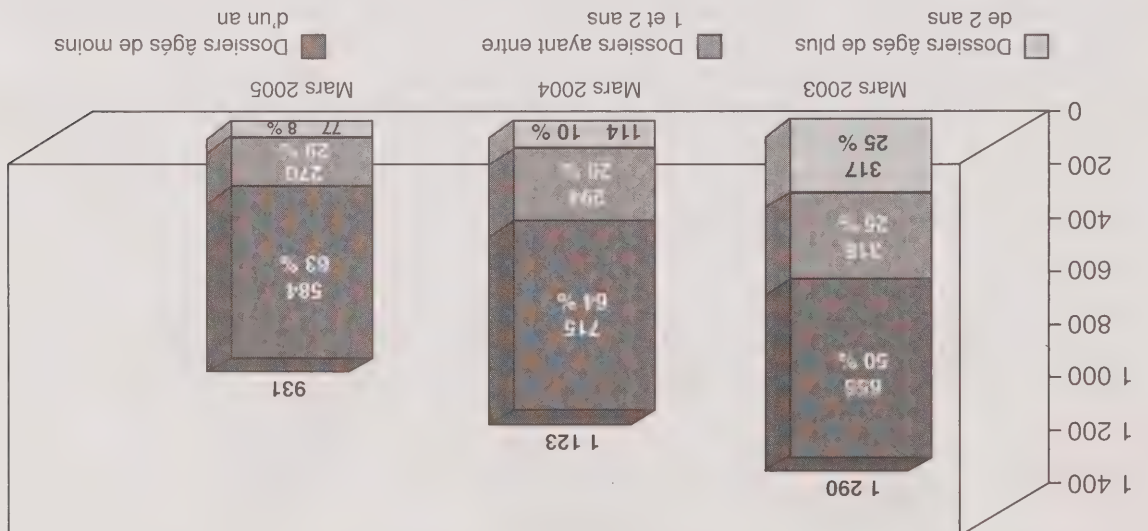 1 400
1 200
1 000
800
600
400
200
0
1 290
655
50 %
318
25 %
317
25 %
Mars 2003
1 123
715
64 %
294
26 %
114 10 %
Mars 2004
931
584
63 %
270
29 %
77 8 %
Mars 2005
Dossiers âgés de plus
de 2 ans
Dossiers ayant entre
1 et 2 ans
Dossiers âgés de moins
d'un an